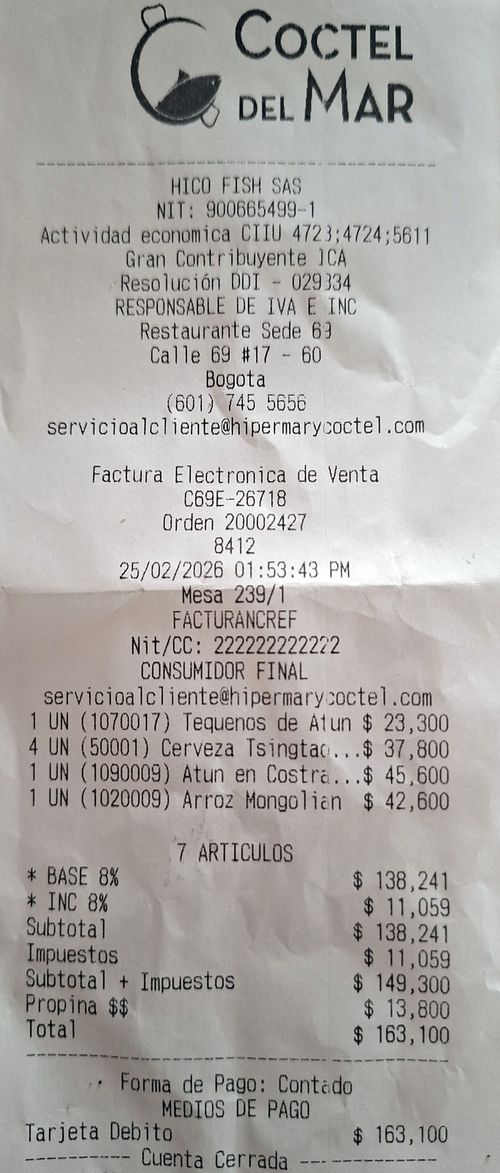 COCTEL
DEL MAR
HICO FISH SAS
NIT: 900665499-1
Actividad economica CIIU 4723;4724;5611
Gran Contribuyente ICA
Resolución DDI - 029334
RESPONSABLE DE IVA E INC
Restaurante Sede 69
Calle 69 #17 - 60
Bogota
(601) 745 5656
servicioalcliente@hipermarycoctel.com
Factura Electronica de Venta
C69E-26718
Orden 20002427
8412
25/02/2026 01:53:43 PM
Mesa 239/1
FACTURANCREF
Nit/CC: 222222222222
CONSUMIDOR FINAL
servicioalcliente@hipermarycoctel.com
1 UN (1070017) Tequenos de Atun $ 23,300
4 UN (50001) Cerveza Tsingtao...$ 37,800
1 UN (1090009) Atun en Costra...$ 45,600
1 UN (1020009) Arroz Mongolian $ 42,600
7 ARTICULOS
* BASE 8% $ 138,241
* INC 8% $ 11,059
Subtotal $ 138,241
Impuestos $ 11,059
Subtotal + Impuestos $ 149,300
Propina $$ $ 13,800
Total $ 163,100
Forma de Pago: Contado
MEDIOS DE PAGO
Tarjeta Debito $ 163,100
---------- Cuenta Cerrada -------------